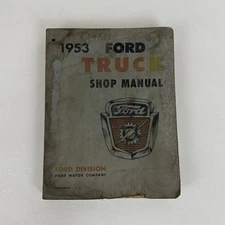 1953 FORD
TRUCK
SHOP MANUAL
Ford
FORD DIVISION
FORD MOTOR COMPANY